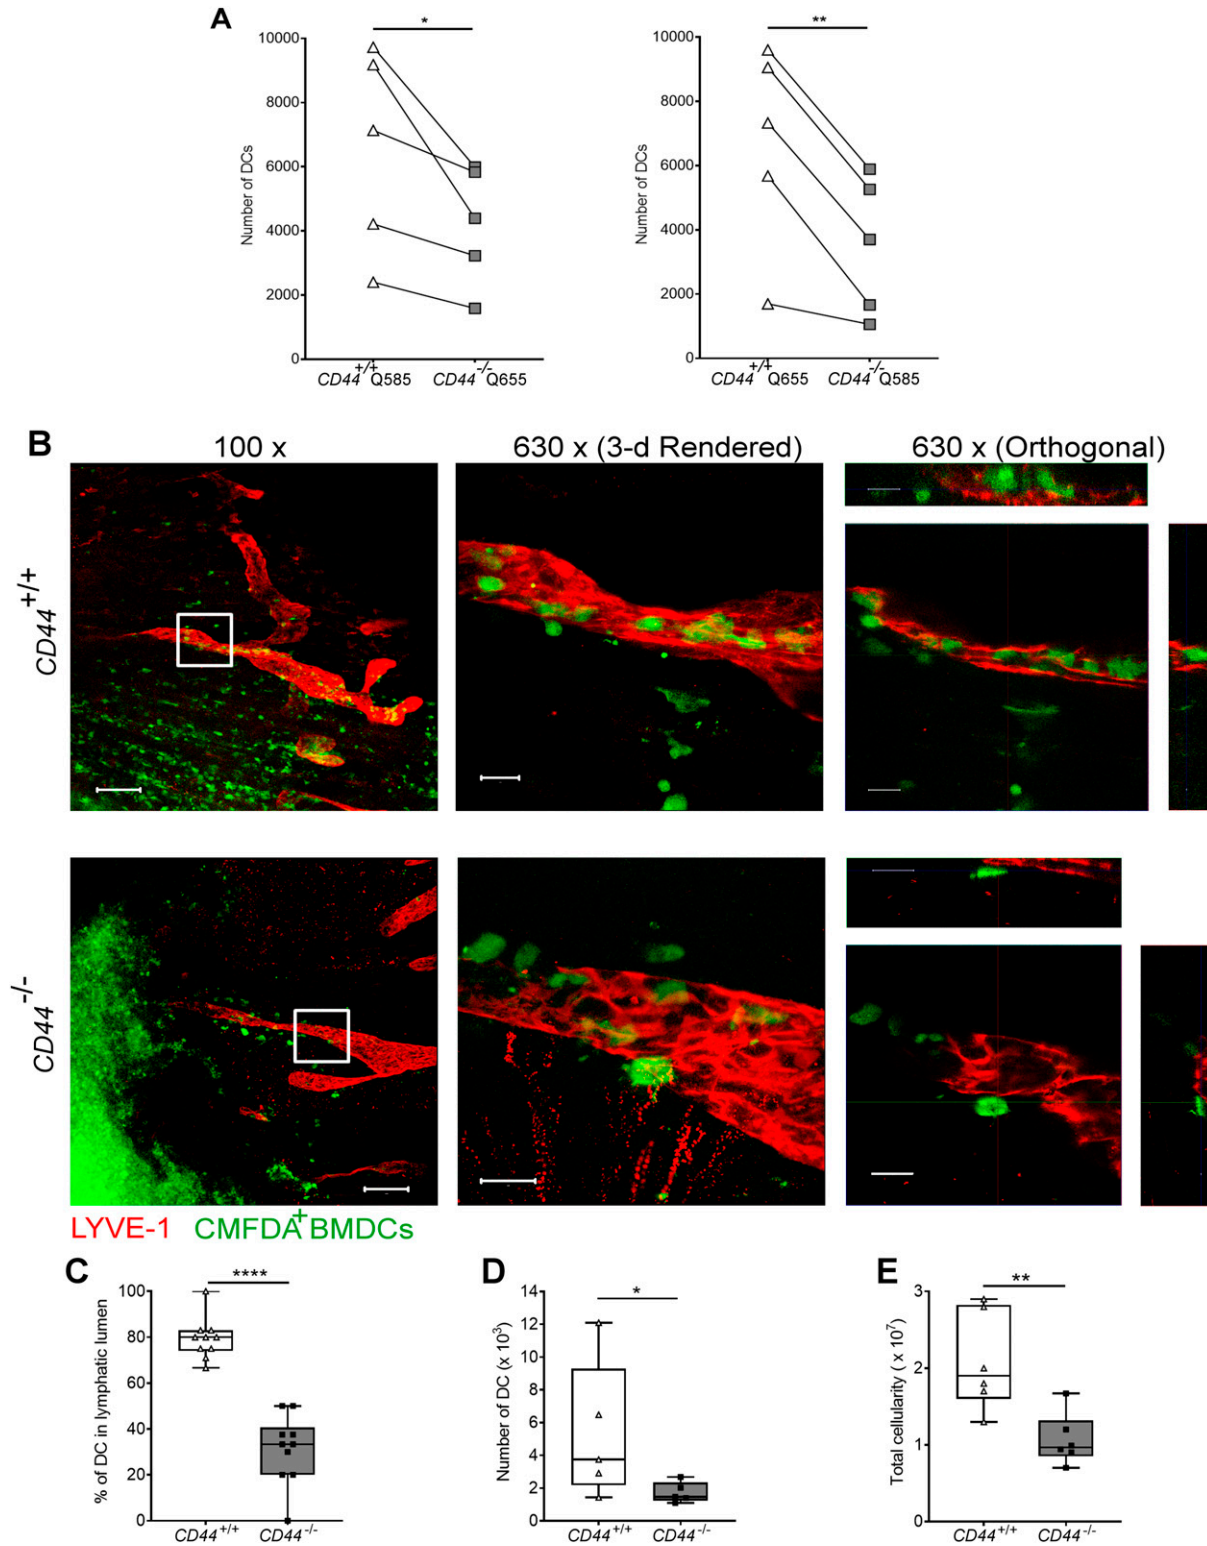 A
*
**
10000
8000
6000
4000
2000
0
Number of DCs
CD44+/+Q585
CD44-/-Q655
10000
8000
6000
4000
2000
0
Number of DCs
CD44+/+Q655
CD44-/-Q585
B
100 x
630 x (3-d Rendered)
630 x (Orthogonal)
CD44+/+
CD44-/-
LYVE-1 CMFDA+BMDCs
C
****
100
80
60
40
20
0
% of DC in lymphatic lumen
CD44+/+
CD44-/-
D
*
14
12
10
8
6
4
2
0
Number of DC (x 10³)
CD44+/+
CD44-/-
E
**
3
2
1
0
Total cellularity ( x 10⁷)
CD44+/+
CD44-/-